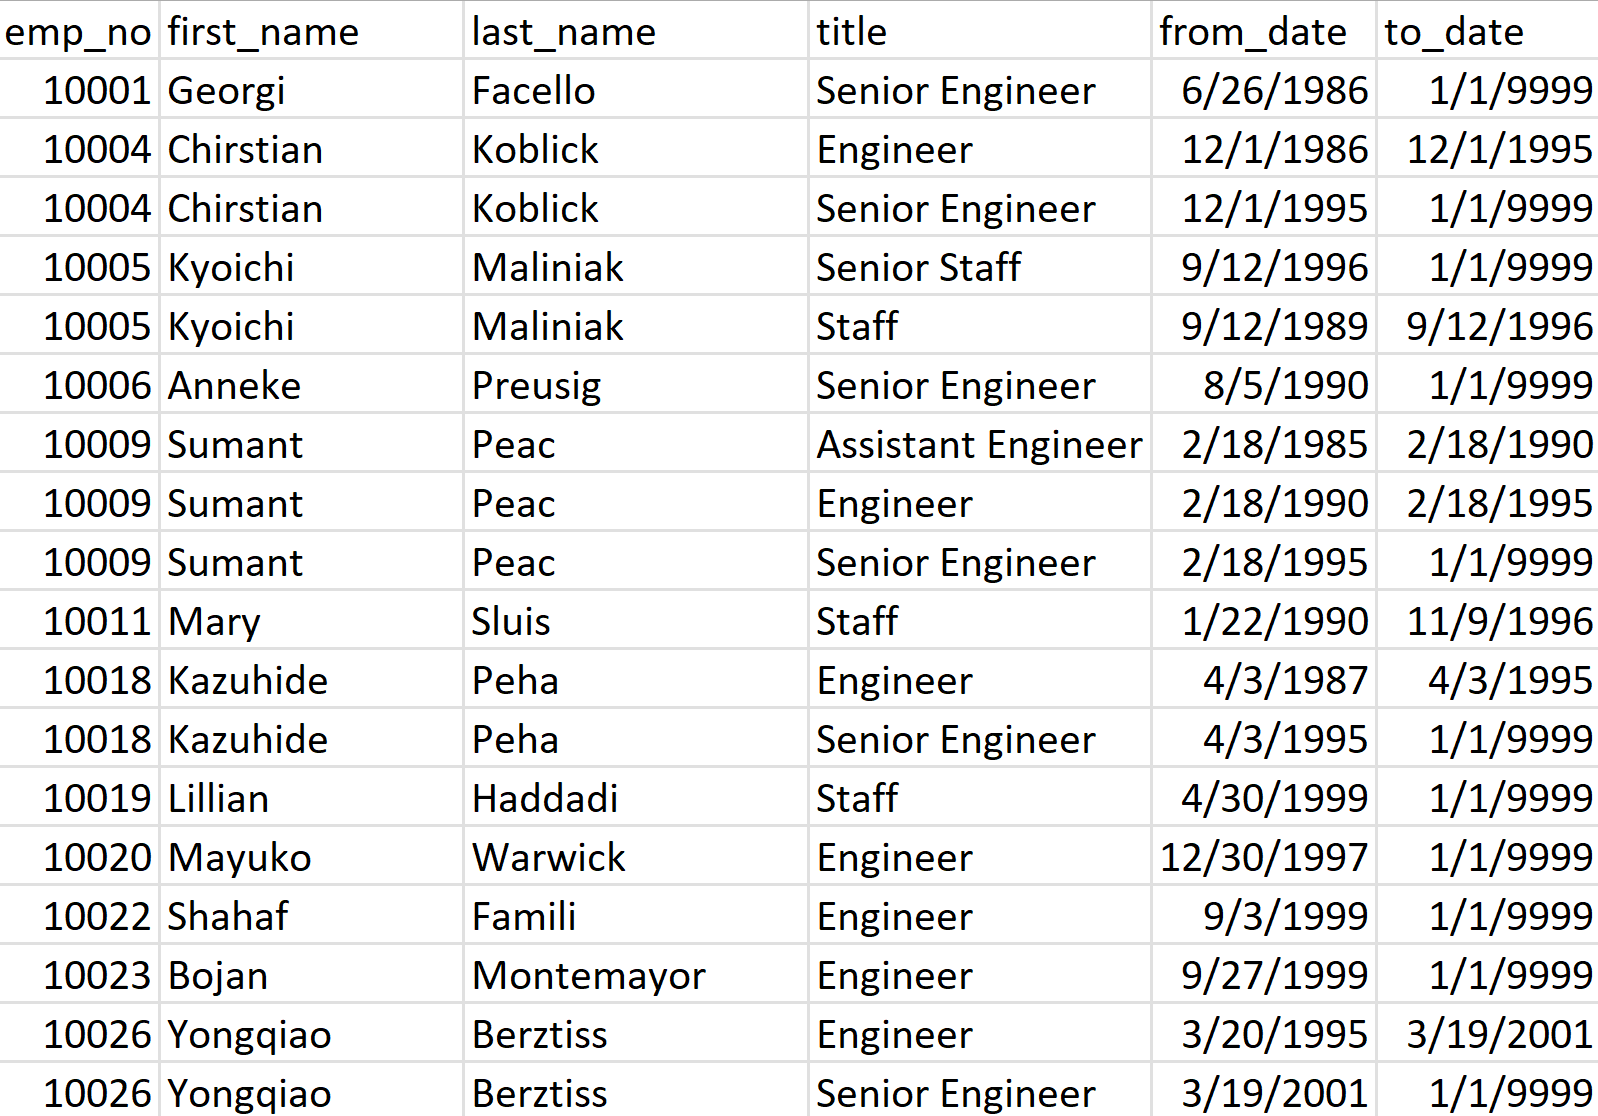 emp_no first_name last_name title from_date to_date
10001 Georgi Facello Senior Engineer 6/26/1986 1/1/9999
10004 Chirstian Koblick Engineer 12/1/1986 12/1/1995
10004 Chirstian Koblick Senior Engineer 12/1/1995 1/1/9999
10005 Kyoichi Maliniak Senior Staff 9/12/1996 1/1/9999
10005 Kyoichi Maliniak Staff 9/12/1989 9/12/1996
10006 Anneke Preusig Senior Engineer 8/5/1990 1/1/9999
10009 Sumant Peac Assistant Engineer 2/18/1985 2/18/1990
10009 Sumant Peac Engineer 2/18/1990 2/18/1995
10009 Sumant Peac Senior Engineer 2/18/1995 1/1/9999
10011 Mary Sluis Staff 1/22/1990 11/9/1996
10018 Kazuhide Peha Engineer 4/3/1987 4/3/1995
10018 Kazuhide Peha Senior Engineer 4/3/1995 1/1/9999
10019 Lillian Haddadi Staff 4/30/1999 1/1/9999
10020 Mayuko Warwick Engineer 12/30/1997 1/1/9999
10022 Shahaf Famili Engineer 9/3/1999 1/1/9999
10023 Bojan Montemayor Engineer 9/27/1999 1/1/9999
10026 Yongqiao Berztiss Engineer 3/20/1995 3/19/2001
10026 Yongqiao Berztiss Senior Engineer 3/19/2001 1/1/9999